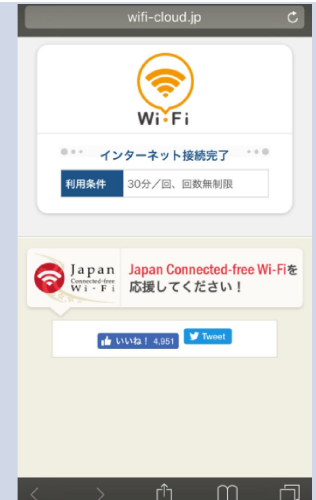 wifi-cloud.jp
Wi-Fi
インターネット接続完了
利用条件 30分／回、回数無制限
Japan
Connected-free
Wi-Fi
Japan Connected-free Wi-Fiを
応援してください！
いいね！ 4,951 Tweet